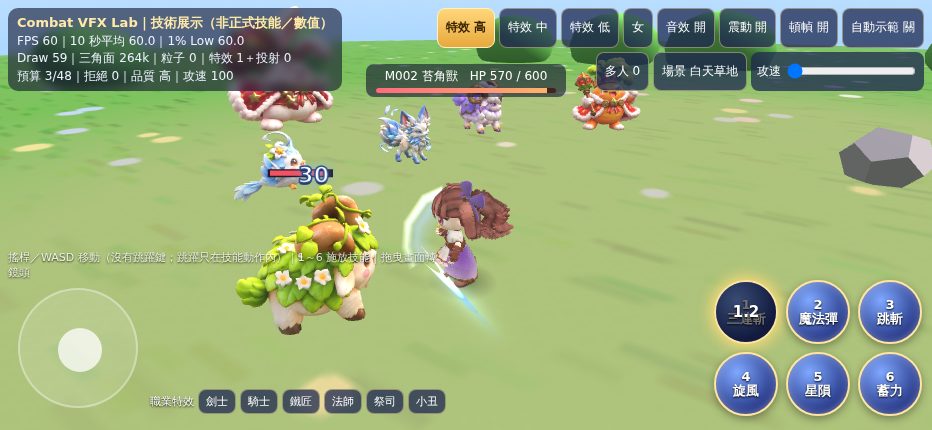 Combat VFX Lab｜技術展示（非正式技能／數值）
FPS 60｜10 秒平均 60.0｜1% Low 60.0
Draw 59｜三角面 264k｜粒子 0｜特效 1＋投射 0
預算 3/48｜拒絕 0｜品質 高｜攻速 100
特效 高
特效 中
特效 低
女
音效 開
震動 開
頓幀 開
自動示範 關
M002 苔角獸 HP 570 / 600
多人 0
場景 白天草地
攻速
30
搖桿／WASD 移動（沒有跳躍鍵；跳躍只在技能動作內）｜1～6 施放技能｜拖曳畫面轉
鏡頭
1
1.2
三連斬
2
魔法彈
3
跳斬
4
旋風
5
星隕
6
蓄力
職業特效
劍士
騎士
鐵匠
法師
祭司
小丑